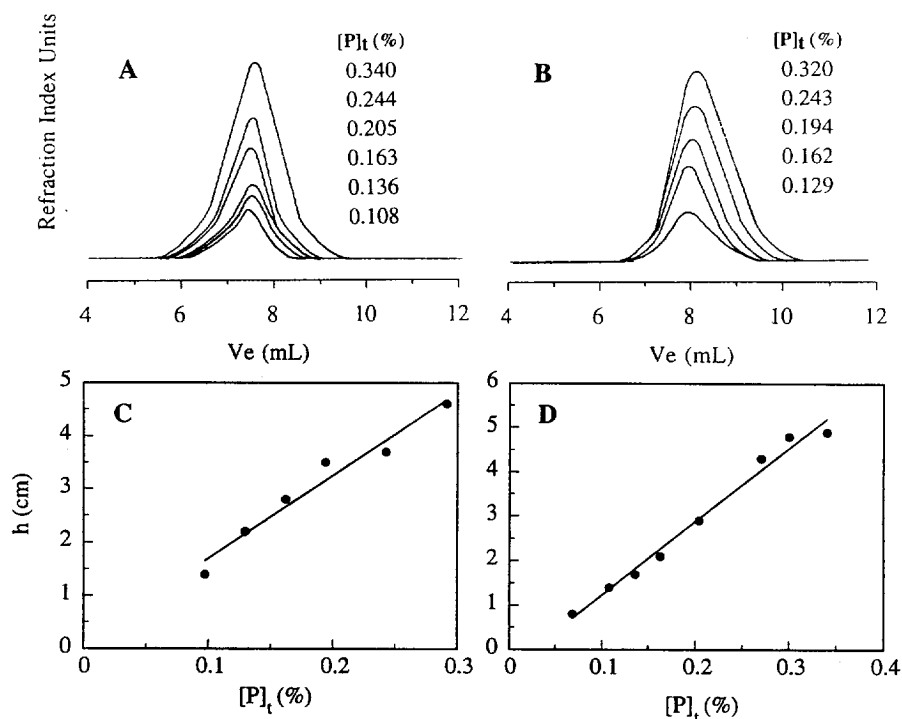 Refraction Index Units
A
[P]t (%)
0.340
0.244
0.205
0.163
0.136
0.108
4 6 8 10 12
Ve (mL)
B
[P]t (%)
0.320
0.243
0.194
0.162
0.129
4 6 8 10 12
Ve (mL)
C
h (cm)
5
4
3
2
1
0
0 0.1 0.2 0.3
[P]t (%)
D
6
5
4
3
2
1
0
0 0.1 0.2 0.3 0.4
[P]t (%)